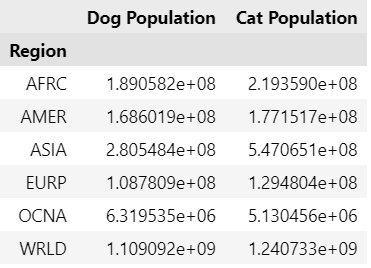 Dog Population Cat Population
Region
AFRC 1.890582e+08 2.193590e+08
AMER 1.686019e+08 1.771517e+08
ASIA 2.805484e+08 5.470651e+08
EURP 1.087809e+08 1.294804e+08
OCNA 6.319535e+06 5.130456e+06
WRLD 1.109092e+09 1.240733e+09